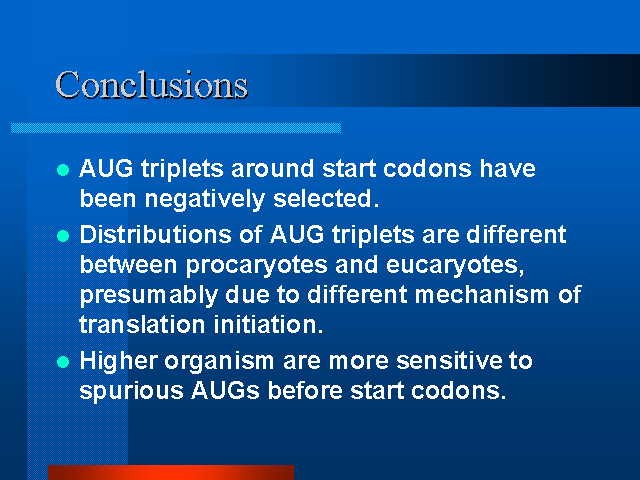 Conclusions
AUG triplets around start codons have
been negatively selected.
Distributions of AUG triplets are different
between procaryotes and eucaryotes,
presumably due to different mechanism of
translation initiation.
Higher organism are more sensitive to
spurious AUGs before start codons.